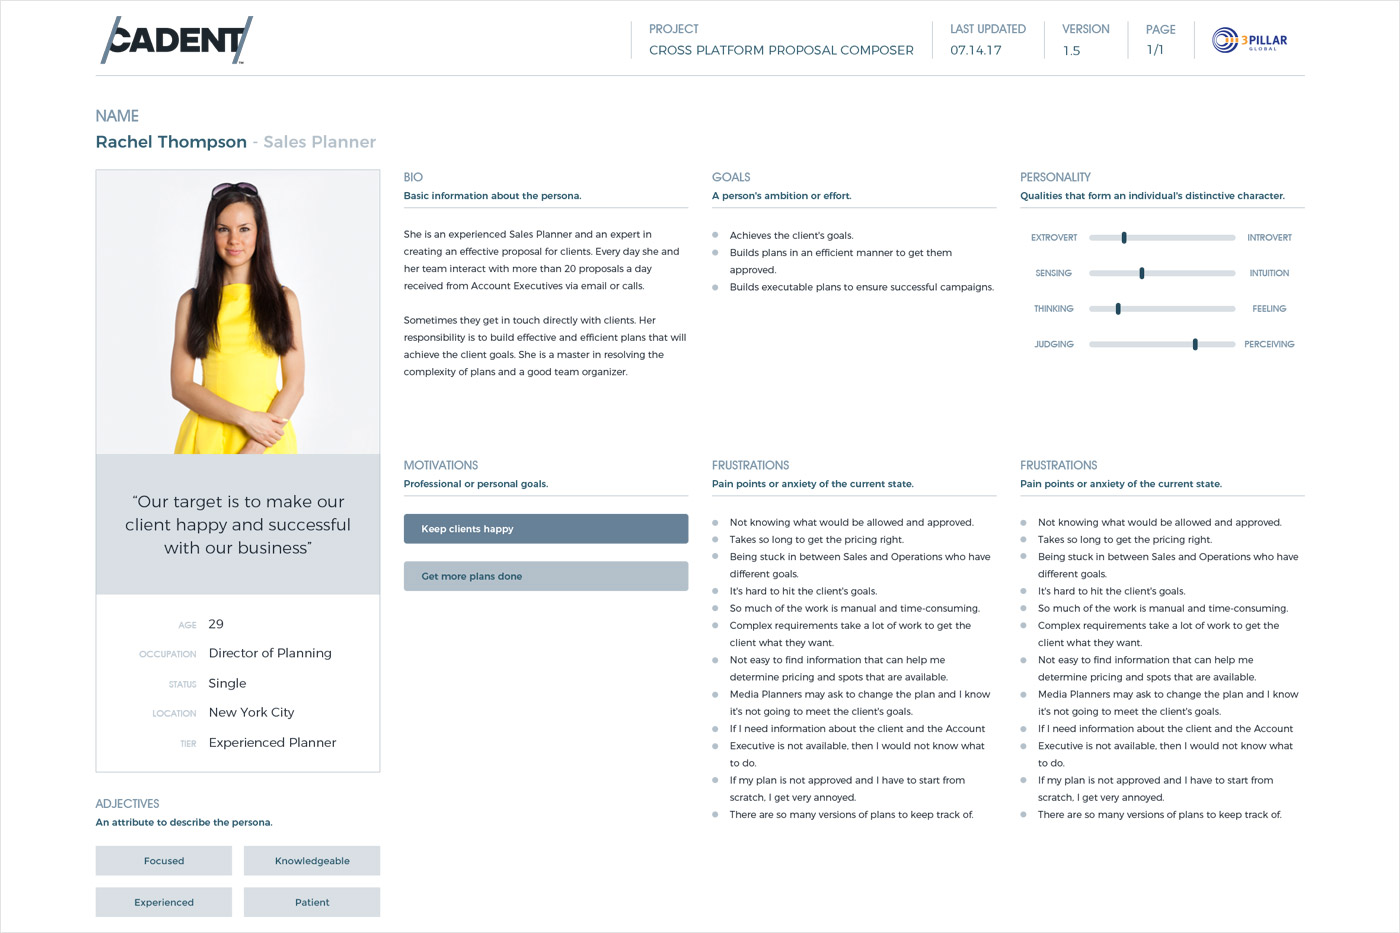 CADENT
PROJECT
CROSS PLATFORM PROPOSAL COMPOSER
LAST UPDATED
07.14.17
VERSION
1.5
PAGE
1/1
3PILLAR
GLOBAL
NAME
Rachel Thompson - Sales Planner
“Our target is to make our
client happy and successful
with our business”
AGE 29
OCCUPATION Director of Planning
STATUS Single
LOCATION New York City
TIER Experienced Planner
ADJECTIVES
An attribute to describe the persona.
Focused
Knowledgeable
Experienced
Patient
BIO
Basic information about the persona.
She is an experienced Sales Planner and an expert in
creating an effective proposal for clients. Every day she and
her team interact with more than 20 proposals a day
received from Account Executives via email or calls.
Sometimes they get in touch directly with clients. Her
responsibility is to build effective and efficient plans that will
achieve the client goals. She is a master in resolving the
complexity of plans and a good team organizer.
GOALS
A person's ambition or effort.
Achieves the client's goals.
Builds plans in an efficient manner to get them
approved.
Builds executable plans to ensure successful campaigns.
PERSONALITY
Qualities that form an individual's distinctive character.
EXTROVERT INTROVERT
SENSING INTUITION
THINKING FEELING
JUDGING PERCEIVING
MOTIVATIONS
Professional or personal goals.
Keep clients happy
Get more plans done
FRUSTRATIONS
Pain points or anxiety of the current state.
Not knowing what would be allowed and approved.
Takes so long to get the pricing right.
Being stuck in between Sales and Operations who have
different goals.
It's hard to hit the client's goals.
So much of the work is manual and time-consuming.
Complex requirements take a lot of work to get the
client what they want.
Not easy to find information that can help me
determine pricing and spots that are available.
Media Planners may ask to change the plan and I know
it's not going to meet the client's goals.
If I need information about the client and the Account
Executive is not available, then I would not know what
to do.
If my plan is not approved and I have to start from
scratch, I get very annoyed.
There are so many versions of plans to keep track of.
FRUSTRATIONS
Pain points or anxiety of the current state.
Not knowing what would be allowed and approved.
Takes so long to get the pricing right.
Being stuck in between Sales and Operations who have
different goals.
It's hard to hit the client's goals.
So much of the work is manual and time-consuming.
Complex requirements take a lot of work to get the
client what they want.
Not easy to find information that can help me
determine pricing and spots that are available.
Media Planners may ask to change the plan and I know
it's not going to meet the client's goals.
If I need information about the client and the Account
Executive is not available, then I would not know what
to do.
If my plan is not approved and I have to start from
scratch, I get very annoyed.
There are so many versions of plans to keep track of.